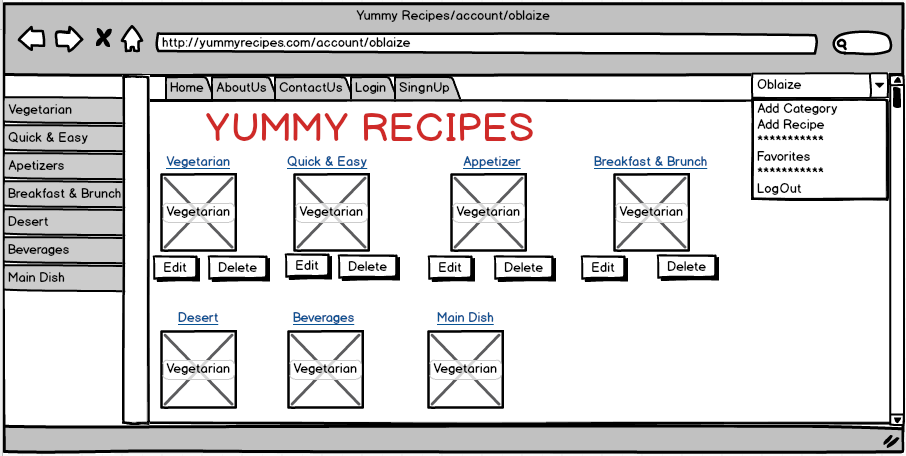 Yummy Recipes/account/oblaize
http://yummyrecipes.com/account/oblaize
Home AboutUs ContactUs Login SingnUp
Oblaize
Add Category
Add Recipe
***********
Favorites
***********
LogOut
Vegetarian
Quick & Easy
Apetizers
Breakfast & Brunch
Desert
Beverages
Main Dish
YUMMY RECIPES
Vegetarian Quick & Easy Appetizer Breakfast & Brunch
Vegetarian Vegetarian Vegetarian Vegetarian
Edit Delete Edit Delete Edit Delete Edit Delete
Desert Beverages Main Dish
Vegetarian Vegetarian Vegetarian